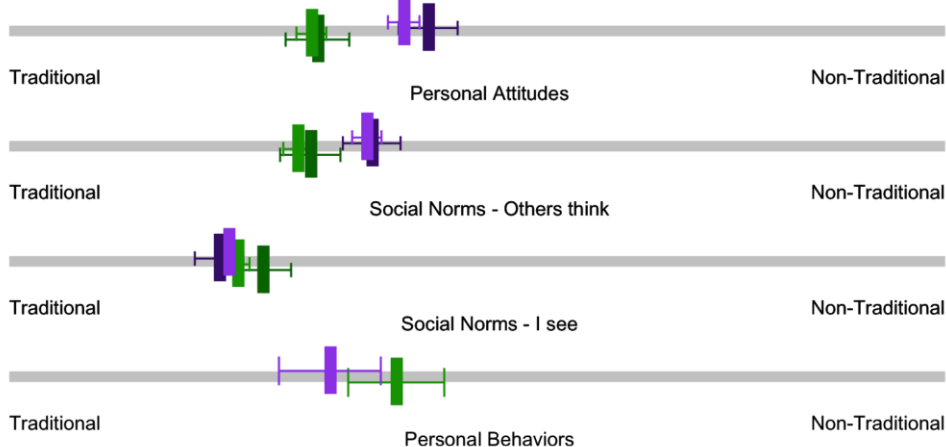 Traditional
Non-Traditional
Personal Attitudes
Traditional
Non-Traditional
Social Norms - Others think
Traditional
Non-Traditional
Social Norms - I see
Traditional
Non-Traditional
Personal Behaviors